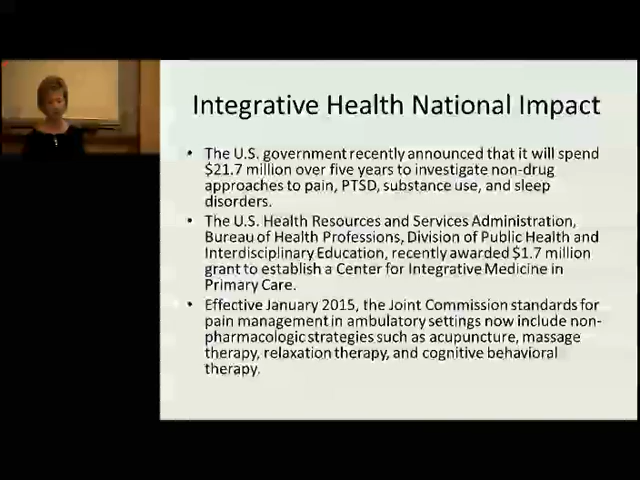 Integrative Health National Impact
• The U.S. government recently announced that it will spend
$21.7 million over five years to investigate non-drug
approaches to pain, PTSD, substance use, and sleep
disorders.
• The U.S. Health Resources and Services Administration,
Bureau of Health Professions, Division of Public Health and
Interdisciplinary Education, recently awarded $1.7 million
grant to establish a Center for Integrative Medicine in
Primary Care.
• Effective January 2015, the Joint Commission standards for
pain management in ambulatory settings now include non-
pharmacologic strategies such as acupuncture, massage
therapy, relaxation therapy, and cognitive behavioral
therapy.